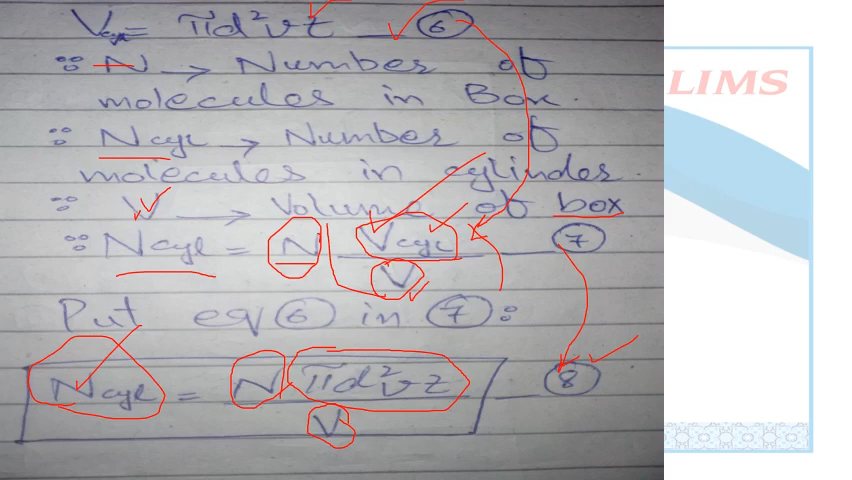 Vcyl = πd²vt — ⑥
∵ N → Number of
molecules in Box.
∵ Ncyl → Number of
molecules in cylinder.
∵ V → Volume of box
∵ Ncyl = N Vcyl / V — ⑦
Put eq ⑥ in ⑦:
Ncyl = N πd²vt / V — ⑧
LIMS